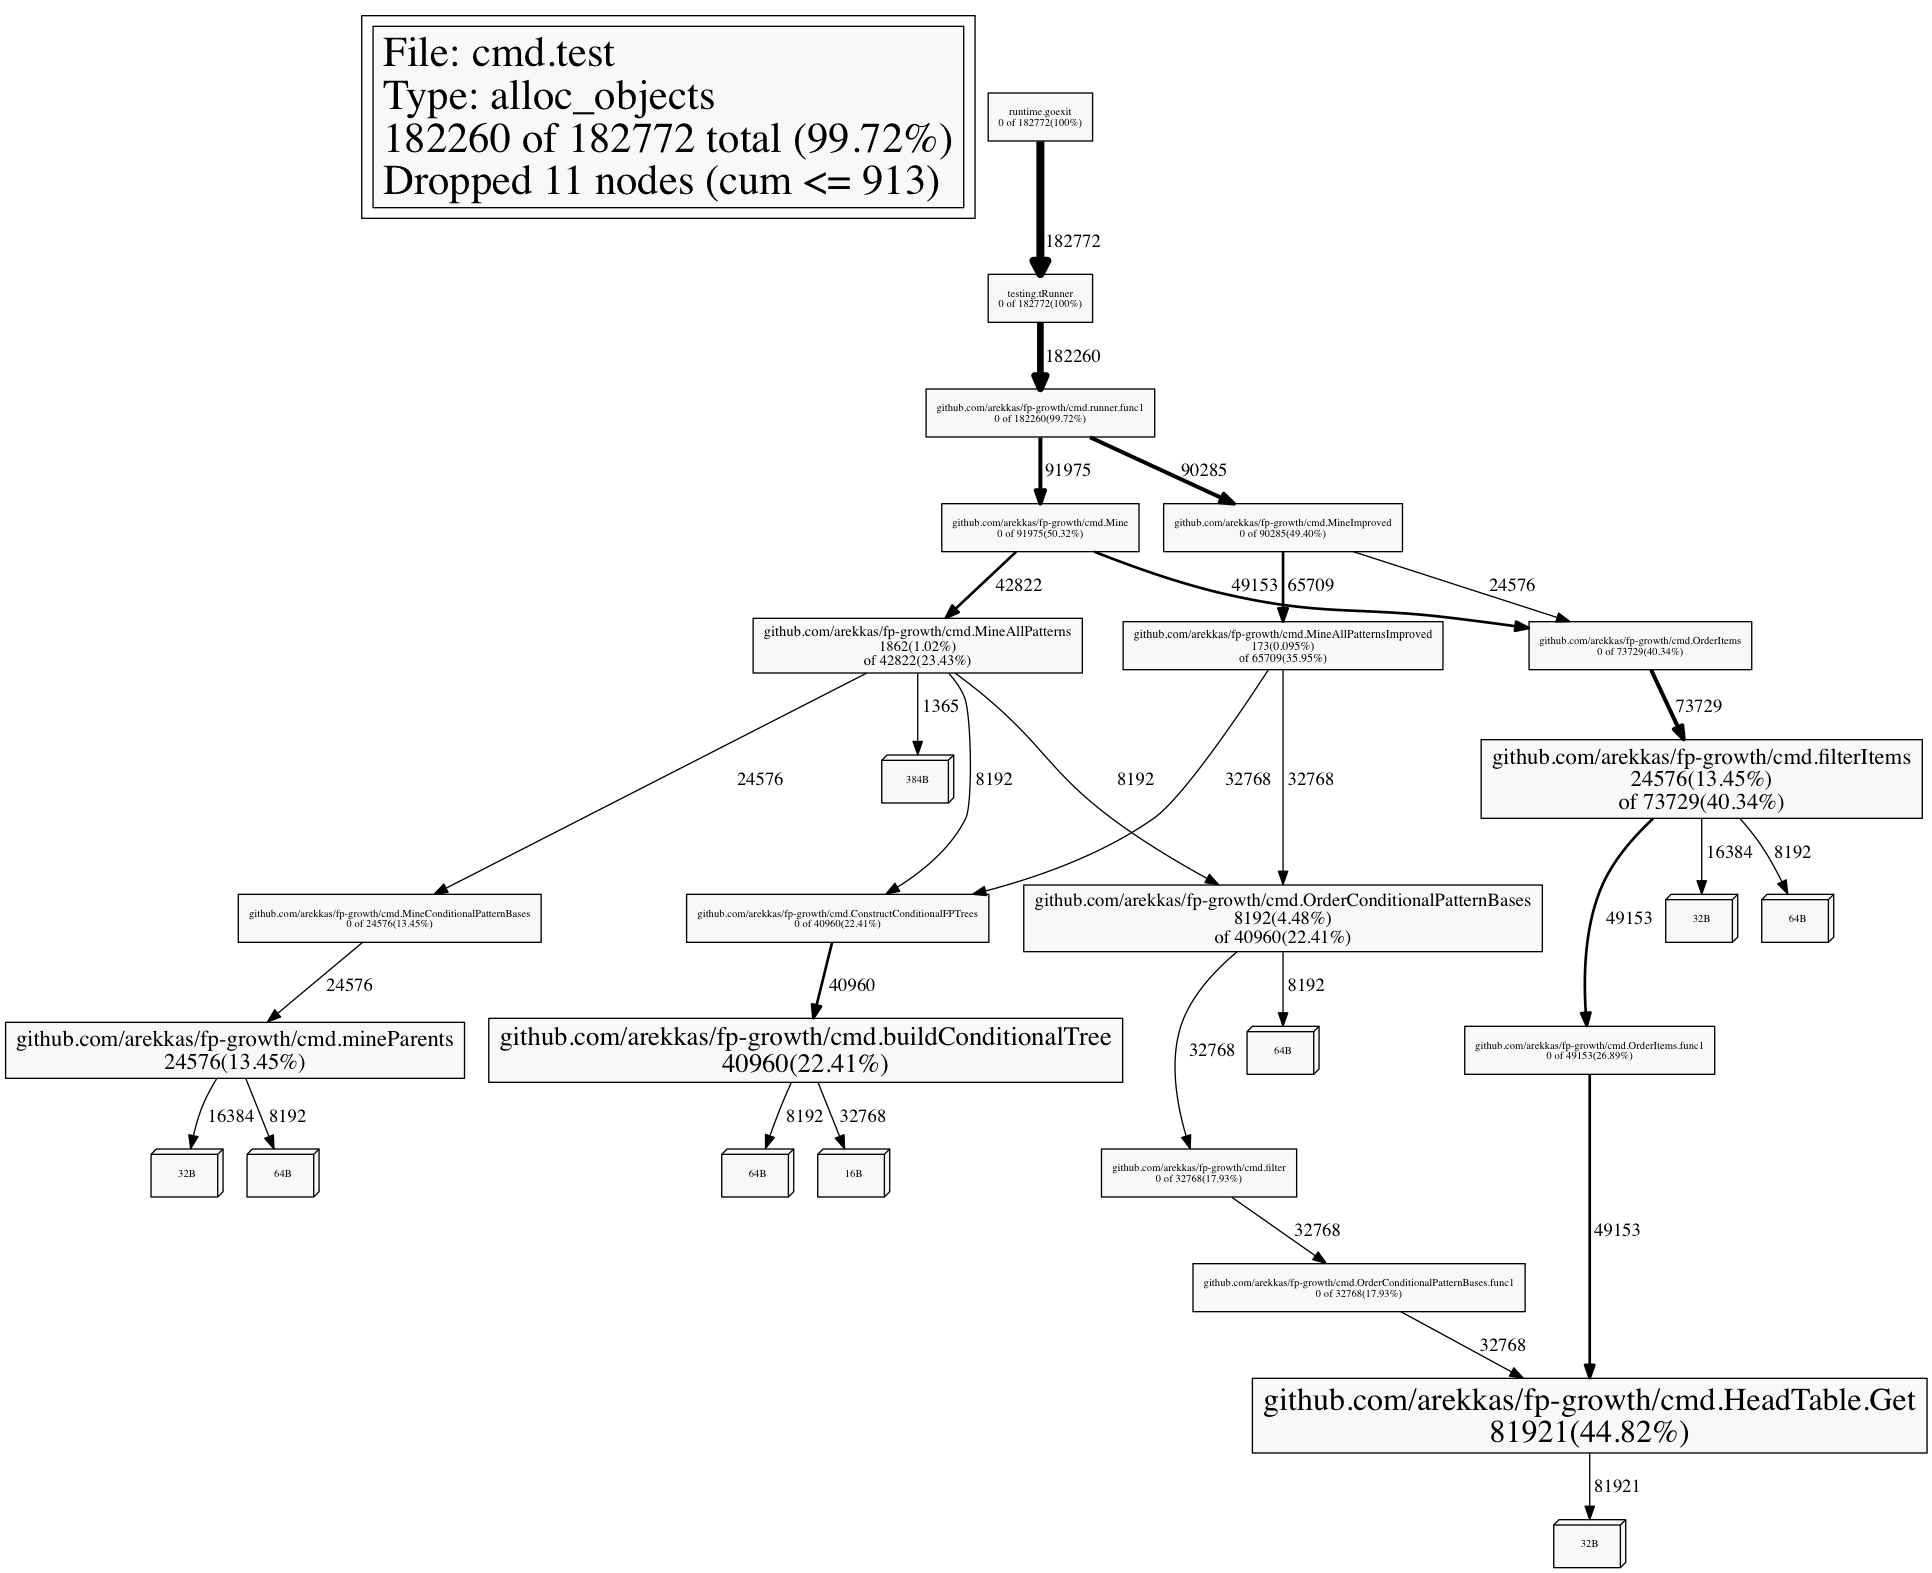 File: cmd.test
Type: alloc_objects
182260 of 182772 total (99.72%)
Dropped 11 nodes (cum <= 913)
runtime.goexit
0 of 182772(100%)
182772
testing.tRunner
0 of 182772(100%)
182260
github.com/arekkas/fp-growth/cmd.runner.func1
0 of 182260(99.72%)
91975
90285
github.com/arekkas/fp-growth/cmd.Mine
0 of 91975(50.32%)
github.com/arekkas/fp-growth/cmd.MineImproved
0 of 90285(49.40%)
42822
49153
65709
24576
github.com/arekkas/fp-growth/cmd.MineAllPatterns
1862(1.02%)
of 42822(23.43%)
github.com/arekkas/fp-growth/cmd.MineAllPatternsImproved
173(0.095%)
of 65709(35.95%)
github.com/arekkas/fp-growth/cmd.OrderItems
0 of 73729(40.34%)
1365
73729
24576
384B
8192
8192
32768
32768
github.com/arekkas/fp-growth/cmd.filterItems
24576(13.45%)
of 73729(40.34%)
16384
8192
github.com/arekkas/fp-growth/cmd.MineConditionalPatternBases
0 of 24576(13.45%)
github.com/arekkas/fp-growth/cmd.ConstructConditionalFPTrees
0 of 40960(22.41%)
github.com/arekkas/fp-growth/cmd.OrderConditionalPatternBases
8192(4.48%)
of 40960(22.41%)
49153
32B
64B
24576
40960
8192
github.com/arekkas/fp-growth/cmd.mineParents
24576(13.45%)
github.com/arekkas/fp-growth/cmd.buildConditionalTree
40960(22.41%)
32768
64B
github.com/arekkas/fp-growth/cmd.OrderItems.func1
0 of 49153(26.89%)
16384
8192
8192
32768
32B
64B
64B
16B
github.com/arekkas/fp-growth/cmd.filter
0 of 32768(17.93%)
32768
49153
github.com/arekkas/fp-growth/cmd.OrderConditionalPatternBases.func1
0 of 32768(17.93%)
32768
github.com/arekkas/fp-growth/cmd.HeadTable.Get
81921(44.82%)
81921
32B